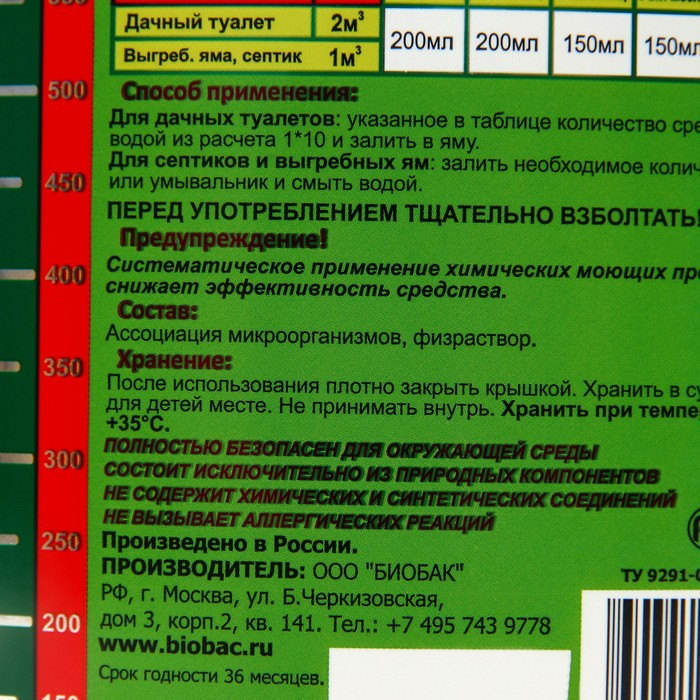 Дачный туалет 2м³ 200мл 200мл 150мл 150мл
Выгреб. яма, септик 1м³
500
Способ применения:
Для дачных туалетов: указанное в таблице количество сре
водой из расчета 1*10 и залить в яму.
Для септиков и выгребных ям: залить необходимое колич
450
или умывальник и смыть водой.
ПЕРЕД УПОТРЕБЛЕНИЕМ ТЩАТЕЛЬНО ВЗБОЛТАТЬ
Предупреждение!
400
Систематическое применение химических моющих пре
снижает эффективность средства.
Состав:
Ассоциация микроорганизмов, физраствор.
350
Хранение:
После использования плотно закрыть крышкой. Хранить в су
для детей месте. Не принимать внутрь. Хранить при темпе
+35°С.
300
ПОЛНОСТЬЮ БЕЗОПАСЕН ДЛЯ ОКРУЖАЮЩЕЙ СРЕДЫ
СОСТОИТ ИСКЛЮЧИТЕЛЬНО ИЗ ПРИРОДНЫХ КОМПОНЕНТОВ
НЕ СОДЕРЖИТ ХИМИЧЕСКИХ И СИНТЕТИЧЕСКИХ СОЕДИНЕНИЙ
НЕ ВЫЗЫВАЕТ АЛЛЕРГИЧЕСКИХ РЕАКЦИЙ
250
Произведено в России.
ПРОИЗВОДИТЕЛЬ: ООО "БИОБАК"
ТУ 9291-0
РФ, г. Москва, ул. Б.Черкизовская,
200
дом 3, корп.2, кв. 141. Тел.: +7 495 743 9778
www.biobac.ru
Срок годности 36 месяцев.